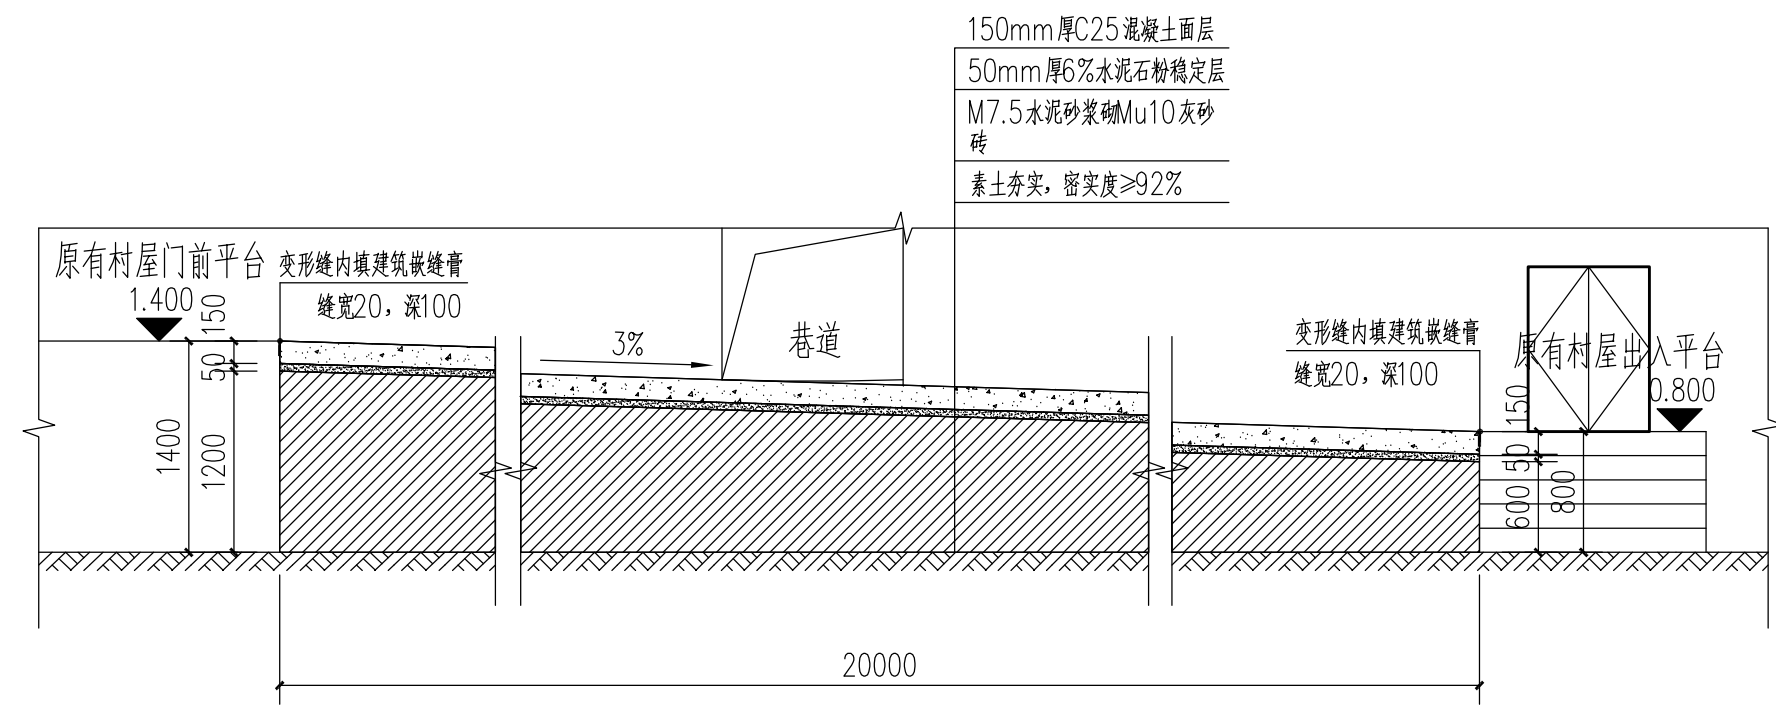 150mm厚C25混凝土面层
50mm厚6%水泥石粉稳定层
M7.5水泥砂浆砌Mu10灰砂
砖
素土夯实，密实度≥92%
原有村屋门前平台
1.400
变形缝内填建筑嵌缝膏
缝宽20，深100
150
50
1400
1200
3%
巷道
变形缝内填建筑嵌缝膏
缝宽20，深100
原有村屋出入平台
0.800
150
50
600
800
20000